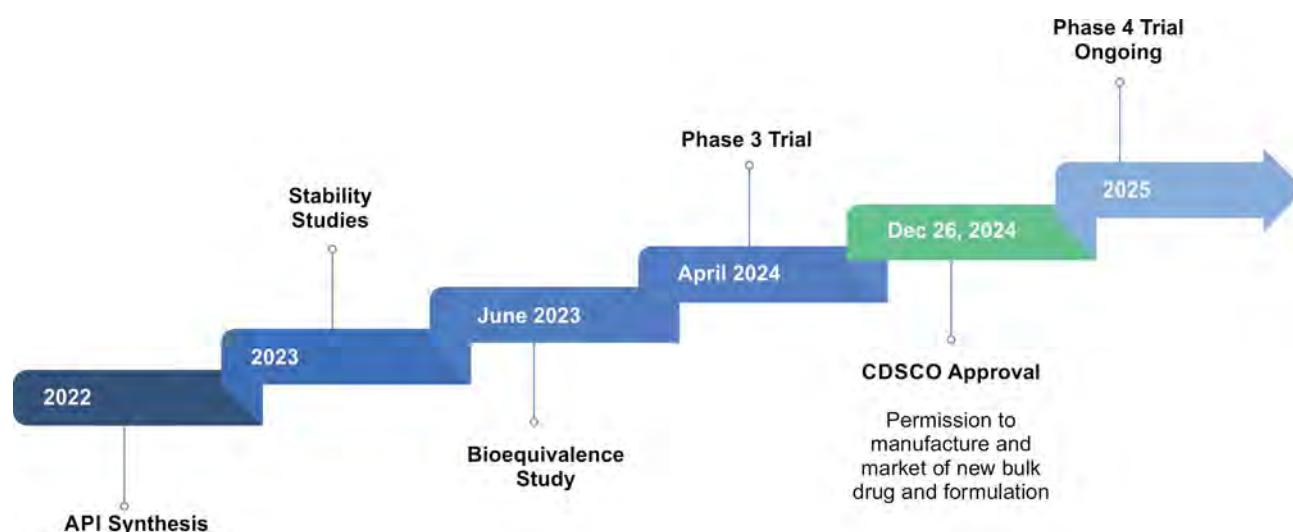 Phase 4 Trial
Ongoing
Phase 3 Trial
2025
Stability
Studies
Dec 26, 2024
April 2024
June 2023
2023
CDSCO Approval
2022
Permission to
manufacture and
market of new bulk
drug and formulation
Bioequivalence
Study
API Synthesis